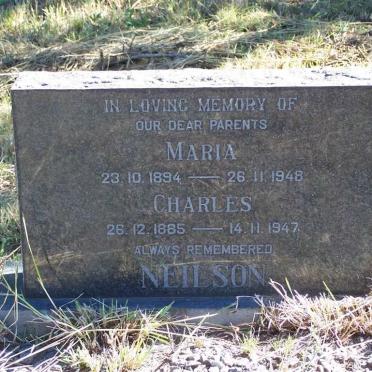 IN LOVING MEMORY OF
OUR DEAR PARENTS
MARIA
23.10.1894 — 26.11.1948
CHARLES
26.12.1885 — 14.11.1947
ALWAYS REMEMBERED
NEILSON